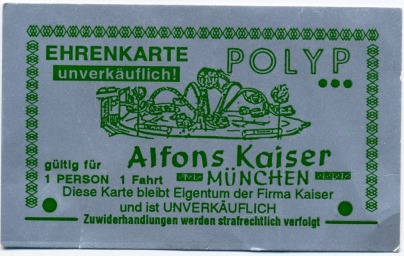 EHRENKARTE POLYP
unverkäuflich!
gültig für Alfons Kaiser
1 PERSON 1 Fahrt MÜNCHEN
Diese Karte bleibt Eigentum der Firma Kaiser
und ist UNVERKÄUFLICH
Zuwiderhandlungen werden strafrechtlich verfolgt